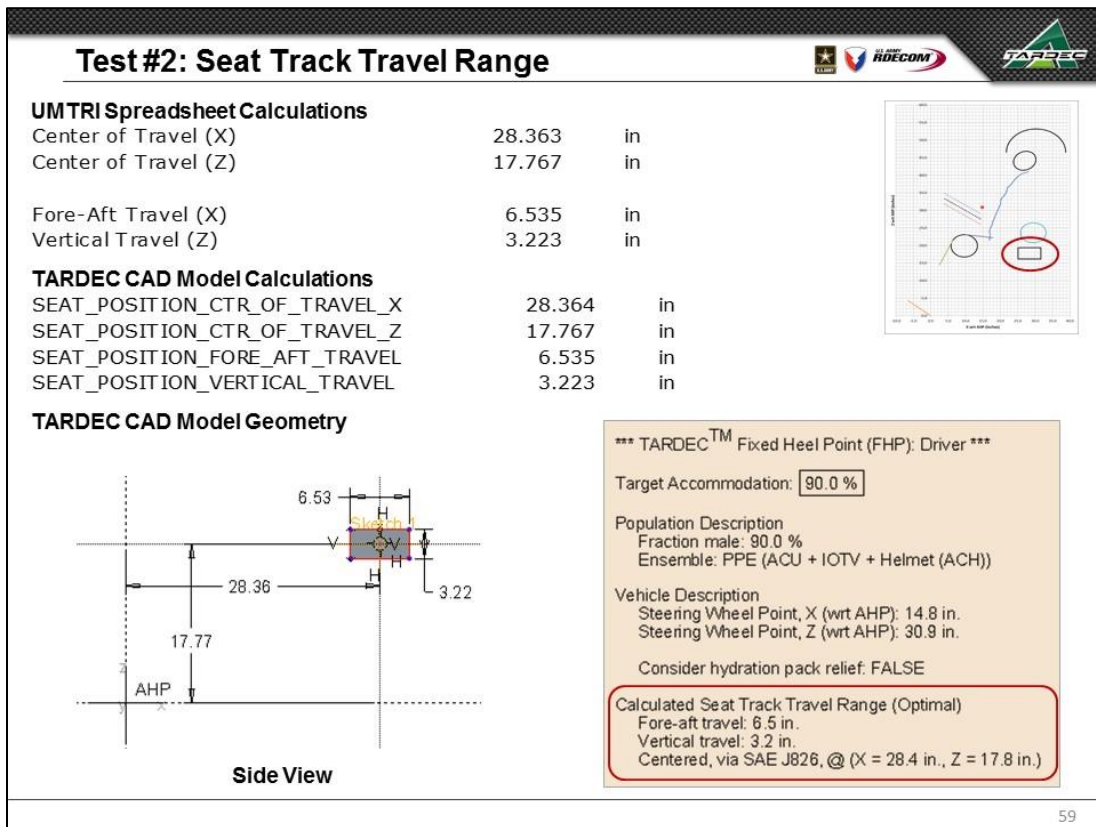 Test #2: Seat Track Travel Range
U.S. ARMY
U.S. ARMY
RDECOM
TARDEC
UMTRI Spreadsheet Calculations
Center of Travel (X) 28.363 in
Center of Travel (Z) 17.767 in
Fore-Aft Travel (X) 6.535 in
Vertical Travel (Z) 3.223 in
TARDEC CAD Model Calculations
SEAT_POSITION_CTR_OF_TRAVEL_X 28.364 in
SEAT_POSITION_CTR_OF_TRAVEL_Z 17.767 in
SEAT_POSITION_FORE_AFT_TRAVEL 6.535 in
SEAT_POSITION_VERTICAL_TRAVEL 3.223 in
TARDEC CAD Model Geometry
6.53
H
Sketch 1
V V
H
H
28.36
3.22
17.77
z
AHP
y x
Side View
*** TARDEC™ Fixed Heel Point (FHP): Driver ***
Target Accommodation: 90.0 %
Population Description
Fraction male: 90.0 %
Ensemble: PPE (ACU + IOTV + Helmet (ACH))
Vehicle Description
Steering Wheel Point, X (wrt AHP): 14.8 in.
Steering Wheel Point, Z (wrt AHP): 30.9 in.
Consider hydration pack relief: FALSE
Calculated Seat Track Travel Range (Optimal)
Fore-aft travel: 6.5 in.
Vertical travel: 3.2 in.
Centered, via SAE J826, @ (X = 28.4 in., Z = 17.8 in.)
59